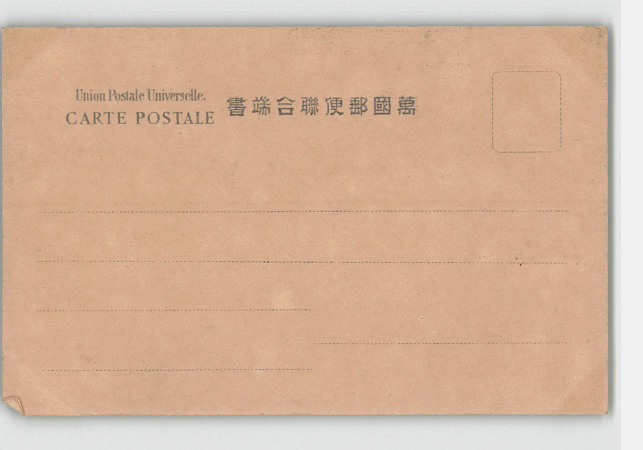 Union Postale Universelle.
CARTE POSTALE
萬國郵便聯合端書